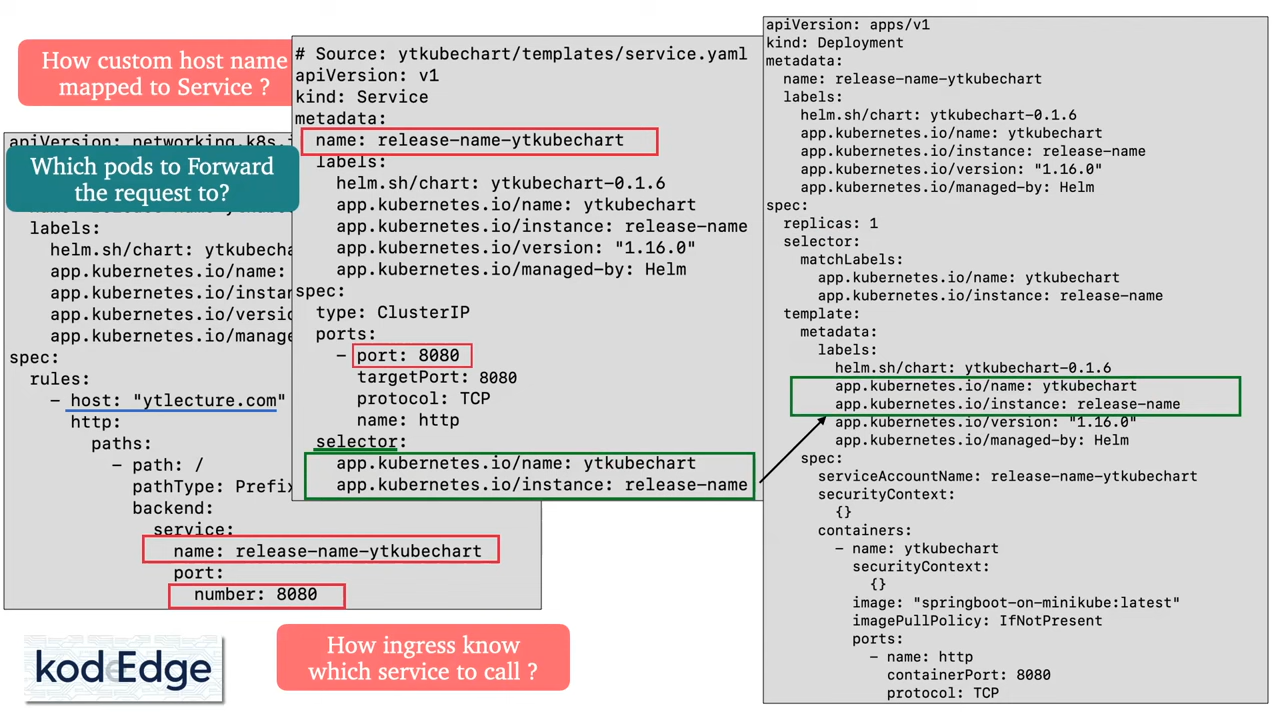 How custom host name
mapped to Service ?
apiVersion: networking.k8s.i
Which pods to Forward
the request to?
labels:
helm.sh/chart: ytkubecha
app.kubernetes.io/name:
app.kubernetes.io/instan
app.kubernetes.io/versio
app.kubernetes.io/manage
spec:
rules:
- host: "ytlecture.com"
http:
paths:
- path: /
pathType: Prefix
backend:
service:
name: release-name-ytkubechart
port:
number: 8080
# Source: ytkubechart/templates/service.yaml
apiVersion: v1
kind: Service
metadata:
name: release-name-ytkubechart
labels:
helm.sh/chart: ytkubechart-0.1.6
app.kubernetes.io/name: ytkubechart
app.kubernetes.io/instance: release-name
app.kubernetes.io/version: "1.16.0"
app.kubernetes.io/managed-by: Helm
spec:
type: ClusterIP
ports:
- port: 8080
targetPort: 8080
protocol: TCP
name: http
selector:
app.kubernetes.io/name: ytkubechart
app.kubernetes.io/instance: release-name
apiVersion: apps/v1
kind: Deployment
metadata:
name: release-name-ytkubechart
labels:
helm.sh/chart: ytkubechart-0.1.6
app.kubernetes.io/name: ytkubechart
app.kubernetes.io/instance: release-name
app.kubernetes.io/version: "1.16.0"
app.kubernetes.io/managed-by: Helm
spec:
replicas: 1
selector:
matchLabels:
app.kubernetes.io/name: ytkubechart
app.kubernetes.io/instance: release-name
template:
metadata:
labels:
helm.sh/chart: ytkubechart-0.1.6
app.kubernetes.io/name: ytkubechart
app.kubernetes.io/instance: release-name
app.kubernetes.io/version: "1.16.0"
app.kubernetes.io/managed-by: Helm
spec:
serviceAccountName: release-name-ytkubechart
securityContext:
{}
containers:
- name: ytkubechart
securityContext:
{}
image: "springboot-on-minikube:latest"
imagePullPolicy: IfNotPresent
ports:
- name: http
containerPort: 8080
protocol: TCP
How ingress know
which service to call ?
kodeEdge